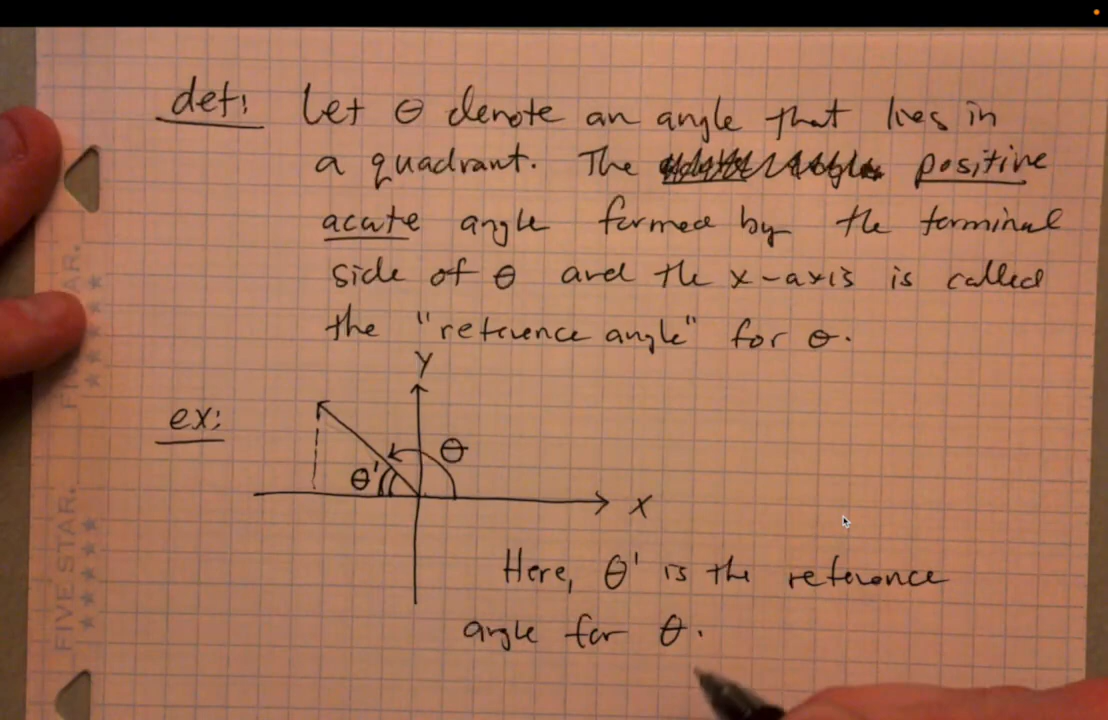 def: Let θ denote an angle that lies in
a quadrant. The positive
acute angle formed by the terminal
side of θ and the x-axis is called
the "reference angle" for θ.
ex:
y
θ
θ'
x
Here, θ' is the reference
angle for θ.
FIVE STAR.
FIVE STAR.